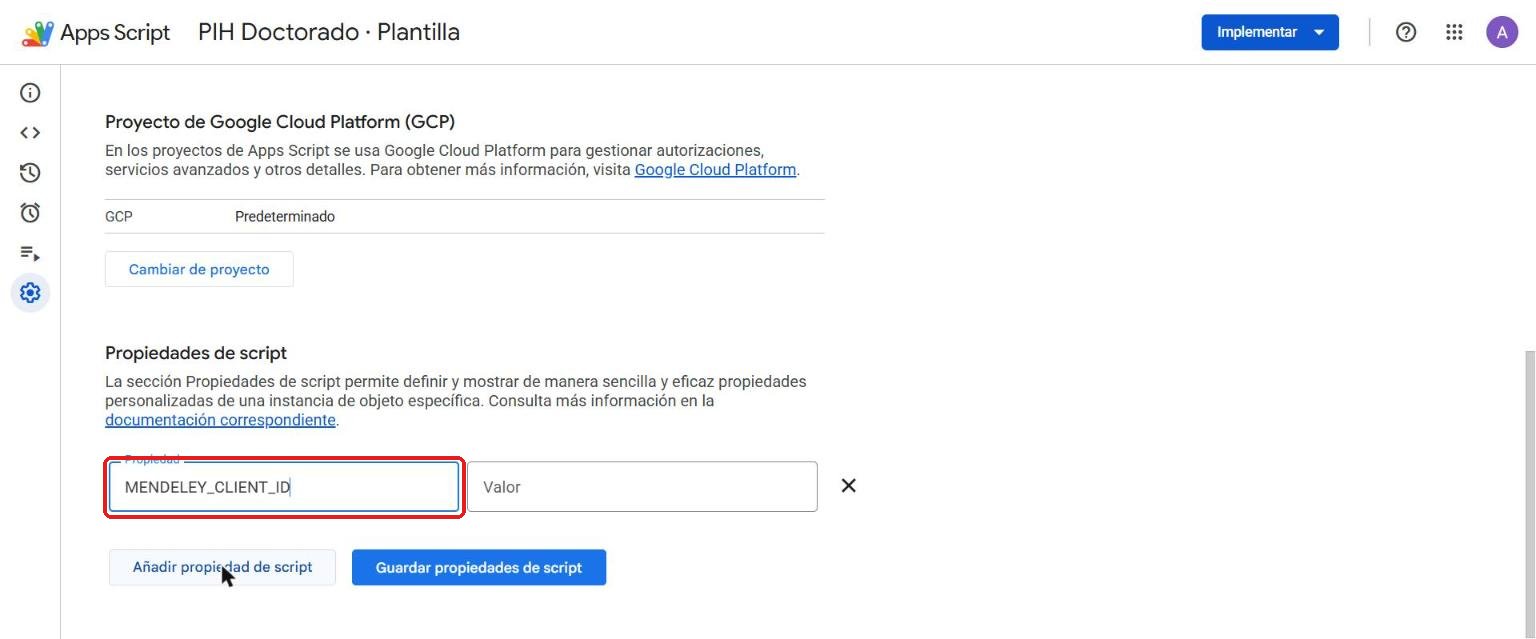 Apps Script PIH Doctorado · Plantilla Implementar A
Proyecto de Google Cloud Platform (GCP)
En los proyectos de Apps Script se usa Google Cloud Platform para gestionar autorizaciones,
servicios avanzados y otros detalles. Para obtener más información, visita Google Cloud Platform.
GCP Predeterminado
Cambiar de proyecto
Propiedades de script
La sección Propiedades de script permite definir y mostrar de manera sencilla y eficaz propiedades
personalizadas de una instancia de objeto específica. Consulta más información en la
documentación correspondiente.
Propiedad
MENDELEY_CLIENT_ID Valor
Añadir propiedad de script Guardar propiedades de script